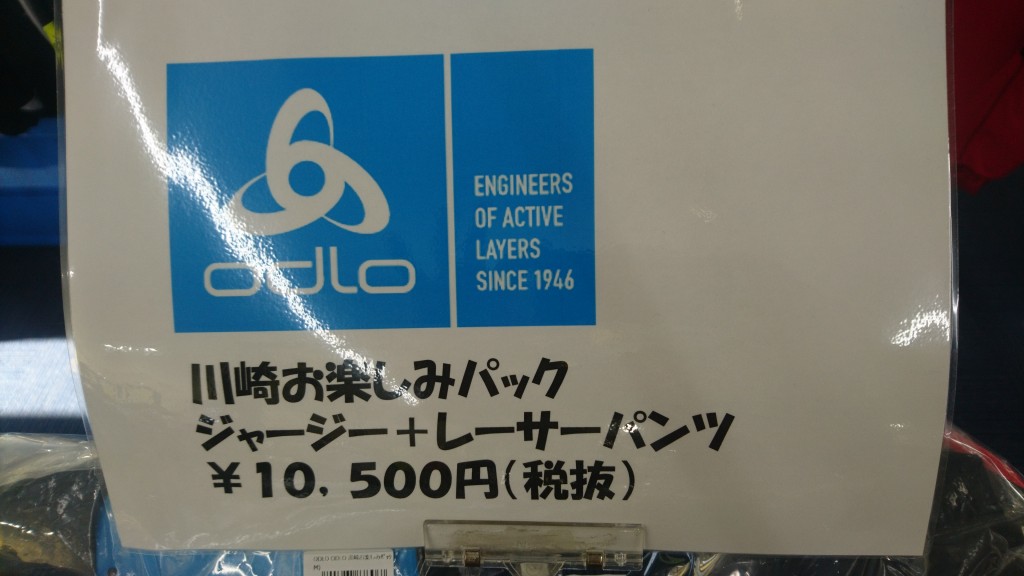 odlo
ENGINEERS
OF ACTIVE
LAYERS
SINCE 1946
川崎お楽しみパック
ジャージー＋レーサーパンツ
￥10，500円（税抜）